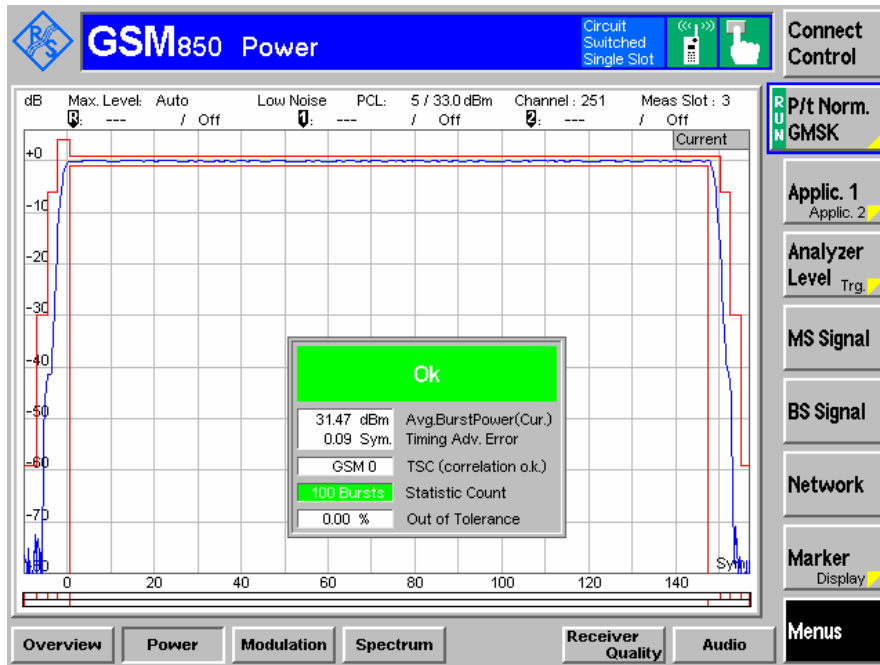 R&S
GSM850 Power
Circuit
Switched
Single Slot
Connect
Control
dB Max. Level: Auto Low Noise PCL: 5 / 33.0 dBm Channel : 251 Meas Slot : 3
R: --- / Off 1: --- / Off 2: --- / Off
Current
RUN
P/t Norm.
GMSK
+0
-10
-20
-30
-40
-50
-60
-70
-80
Applic. 1
Applic. 2
Analyzer
Level Trg.
MS Signal
BS Signal
Network
Marker
Display
Menus
Ok
31.47 dBm Avg.BurstPower(Cur.)
0.09 Sym. Timing Adv. Error
GSM 0 TSC (correlation o.k.)
100 Bursts Statistic Count
0.00 % Out of Tolerance
Sym
0 20 40 60 80 100 120 140
Overview Power Modulation Spectrum Receiver Quality Audio